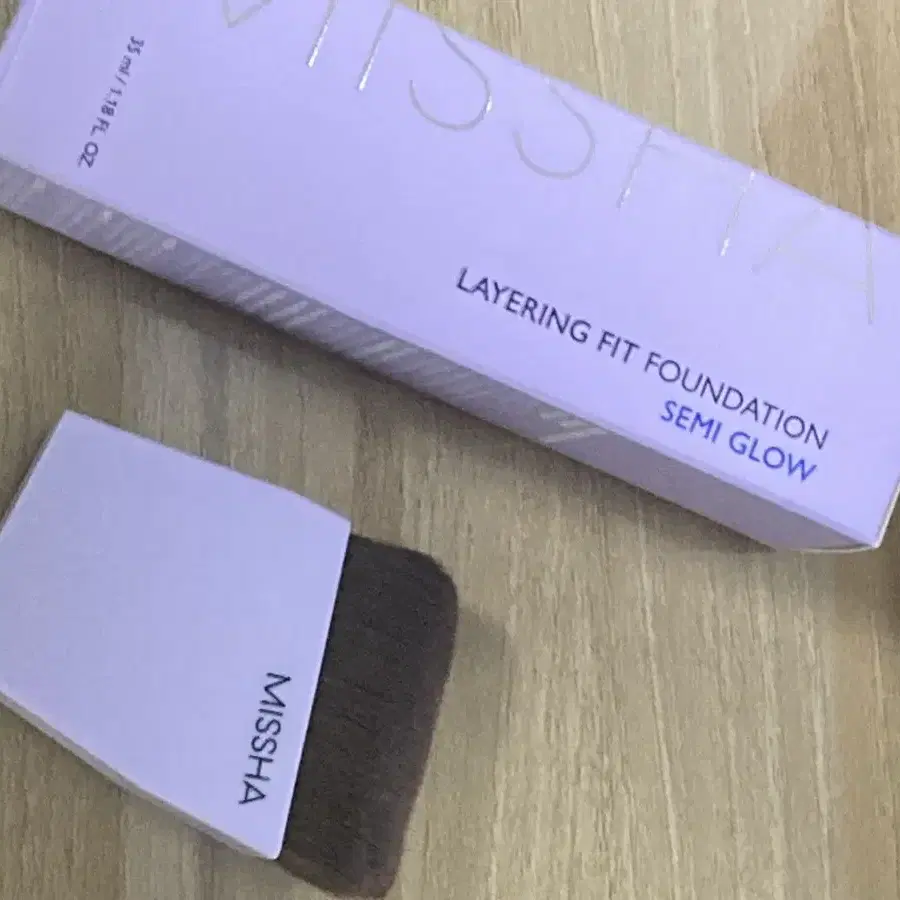 MISSHA
35 ml / 1.18 FL. OZ
LAYERING FIT FOUNDATION
SEMI GLOW
MISSHA